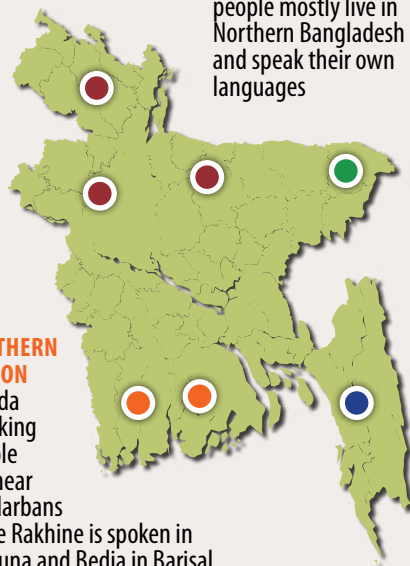 people mostly live in
Northern Bangladesh
and speak their own
languages
THERN
ON
da
king
ple
near
darbans
e Rakhine is spoken in
una and Bedia in Barisal